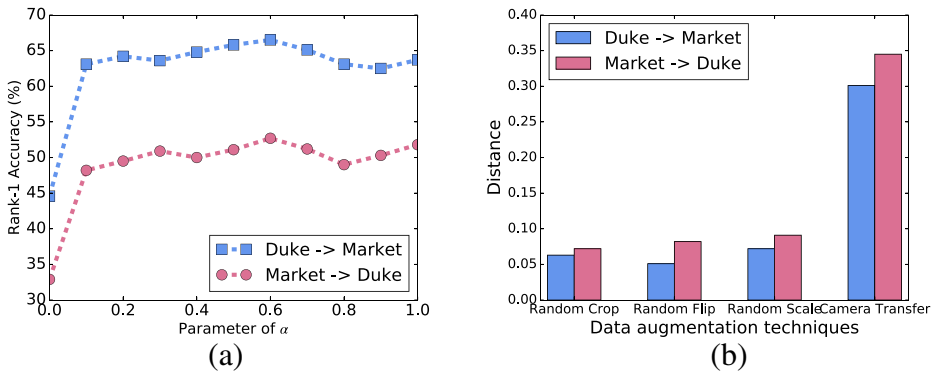 70
65
60
55
50
45
40
35
30
0.0 0.2 0.4 0.6 0.8 1.0
Rank-1 Accuracy (%)
Parameter of α
Duke -> Market
Market -> Duke
(a)
0.40
0.35
0.30
0.25
0.20
0.15
0.10
0.05
0.00
Distance
Duke -> Market
Market -> Duke
Random Crop Random Flip Random Scale Camera Transfer
Data augmentation techniques
(b)